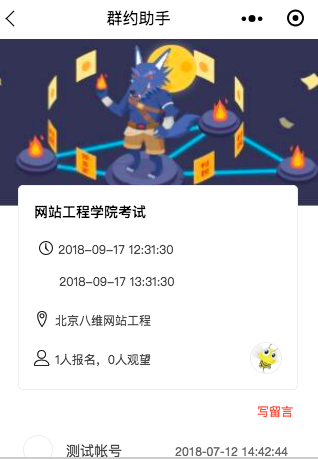 群约助手
网站工程学院考试
2018-09-17 12:31:30
2018-09-17 13:31:30
北京八维网站工程
1人报名，0人观望
写留言
测试帐号
2018-07-12 14:42:44